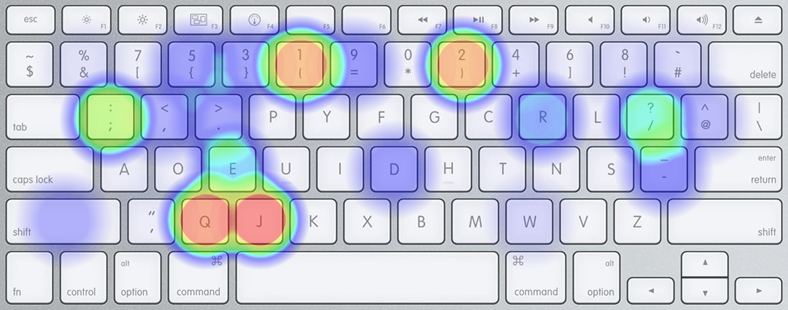 esc F1 F2 F3 F4 F5 F6 F7 F8 F9 F10 F11 F12
~ % 7 5 3 1 9 0 2 4 6 8 `
$ & [ { } ( = * ) + ] ! # delete
: < > P Y F G C R L ? ^ |
tab ; , . / @ \
caps lock A O E U I D H T N S _ - enter return
shift " ' Q J K X B M W V Z shift
alt ⌘ ⌘ alt
fn control option command command option